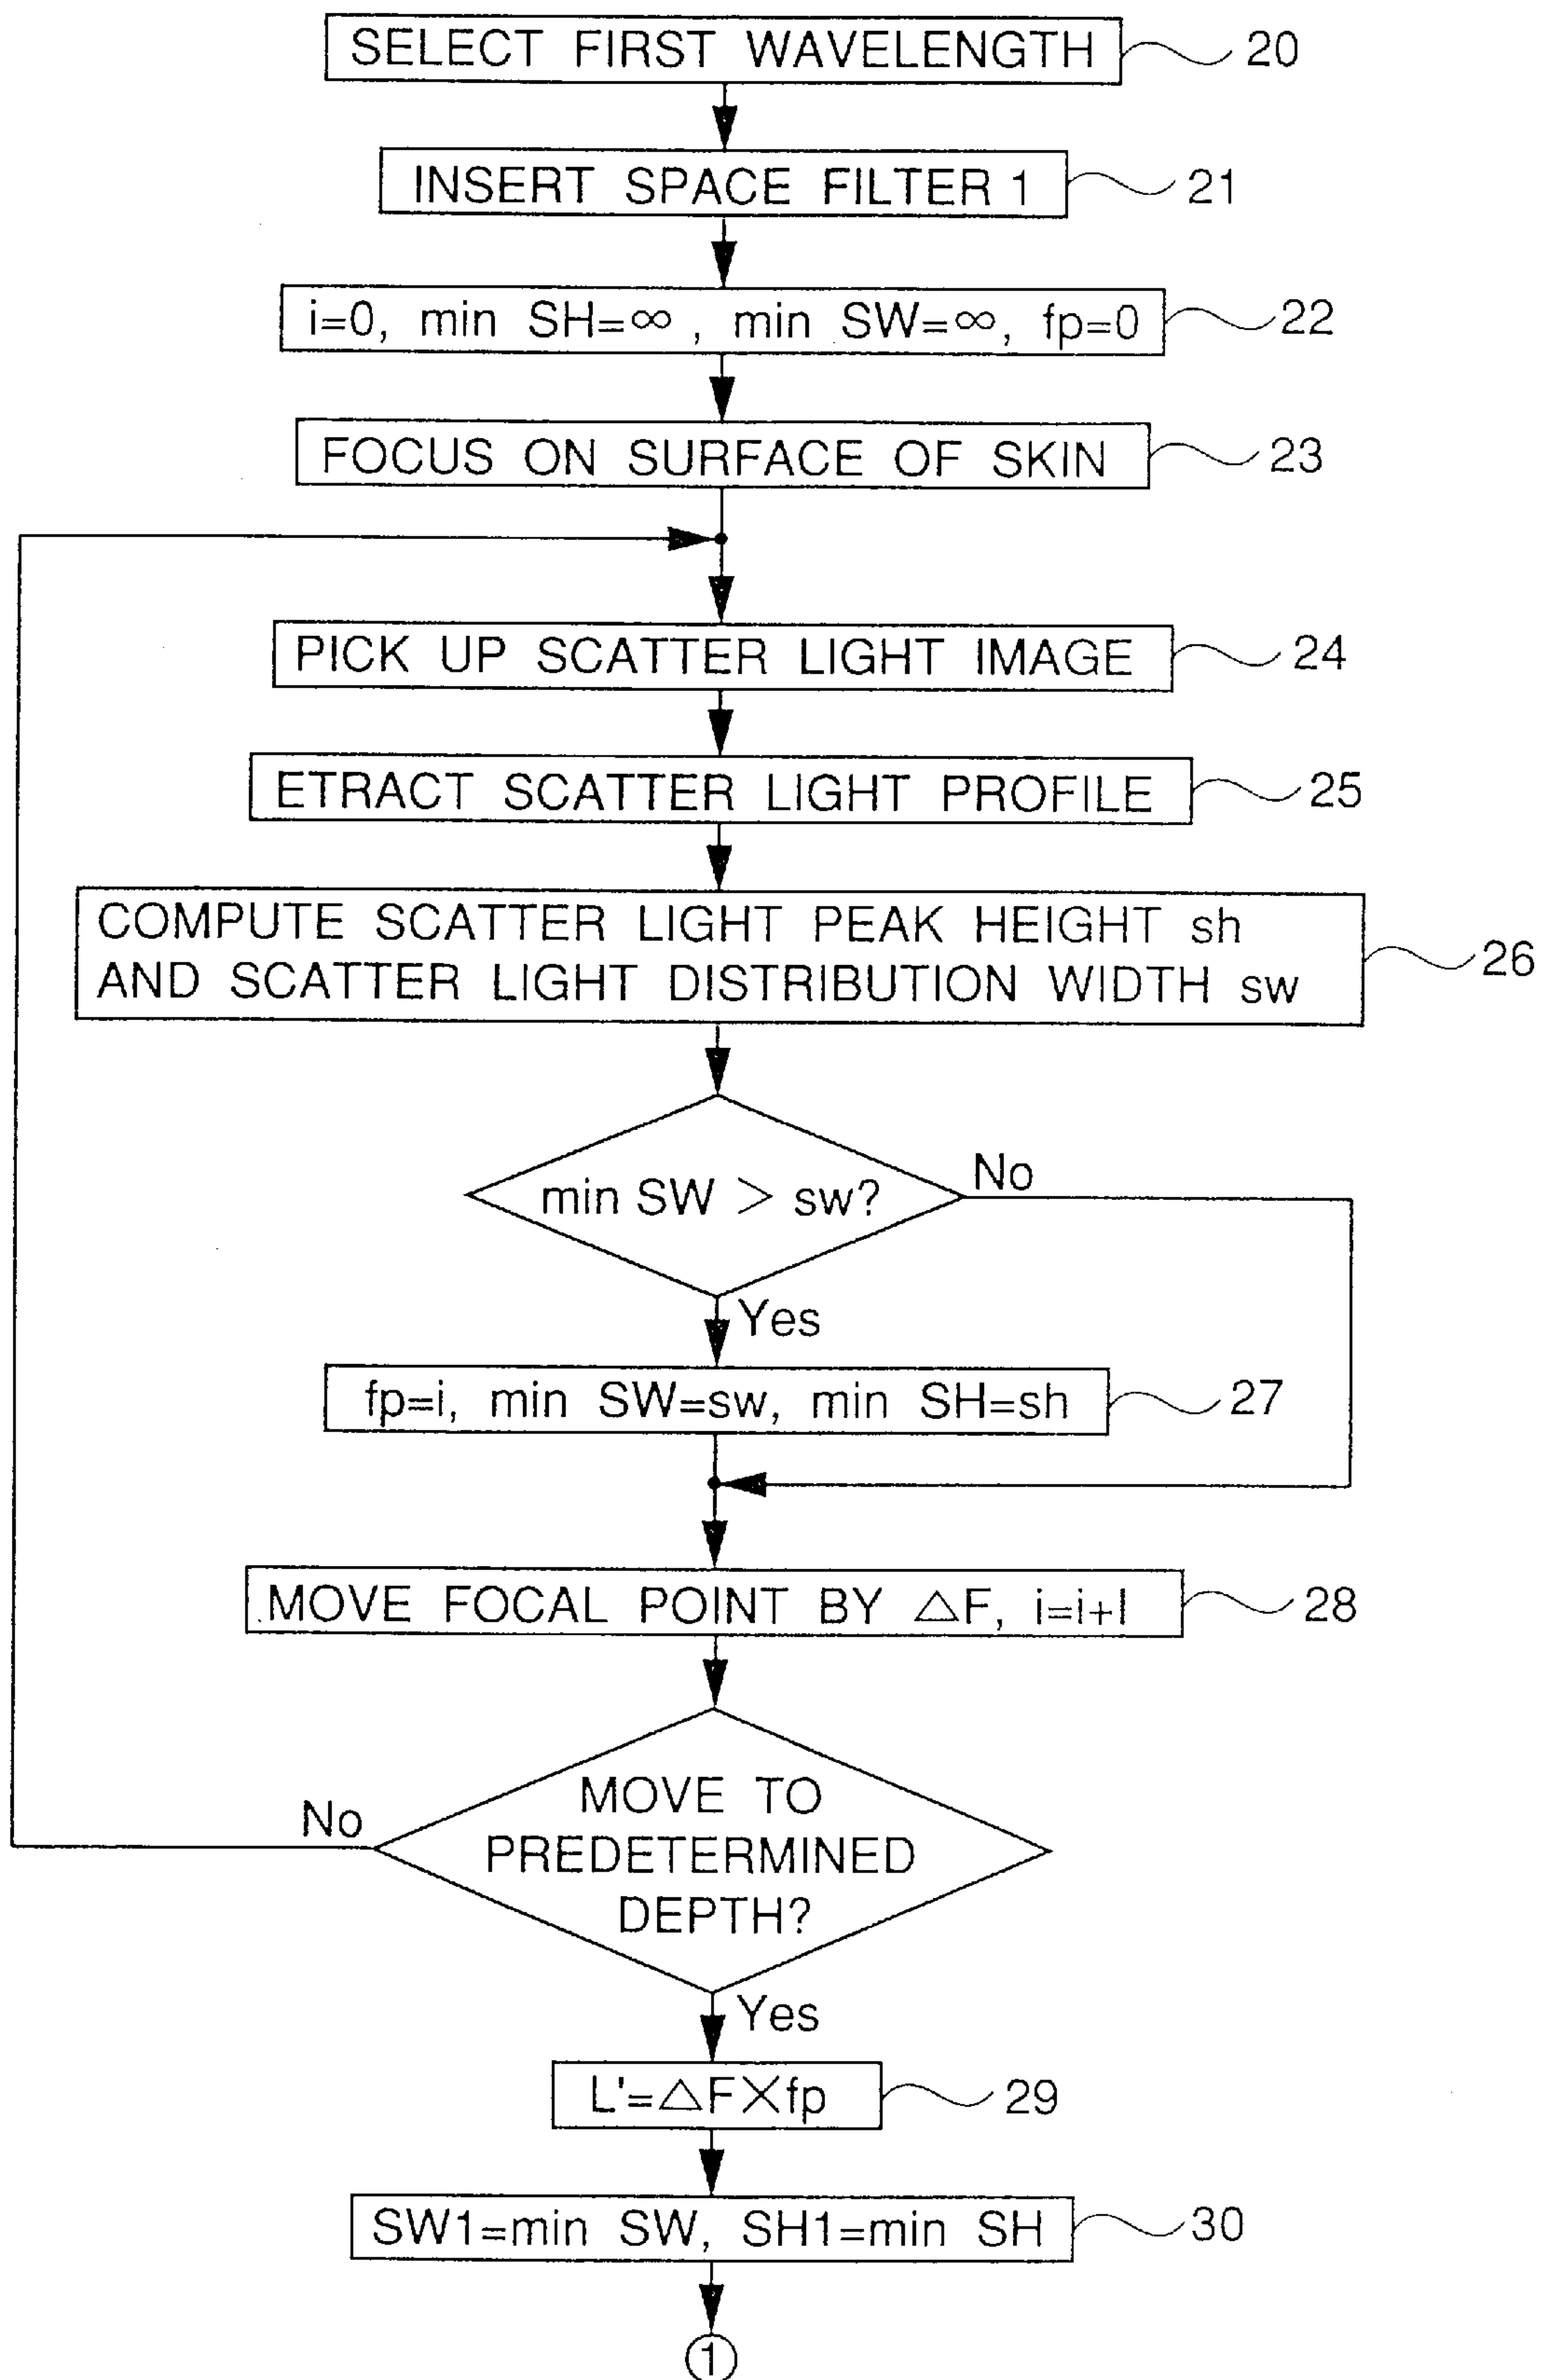 SELECT FIRST WAVELENGTH 20
INSERT SPACE FILTER 1 21
i=0, min SH=∞, min SW=∞, fp=0 22
FOCUS ON SURFACE OF SKIN 23
PICK UP SCATTER LIGHT IMAGE 24
ETRACT SCATTER LIGHT PROFILE 25
COMPUTE SCATTER LIGHT PEAK HEIGHT sh
AND SCATTER LIGHT DISTRIBUTION WIDTH sw 26
min SW > sw?
No
Yes
fp=i, min SW=sw, min SH=sh 27
MOVE FOCAL POINT BY △F, i=i+I 28
MOVE TO
PREDETERMINED
DEPTH?
No
Yes
L'=△F×fp 29
SW1=min SW, SH1=min SH 30
①